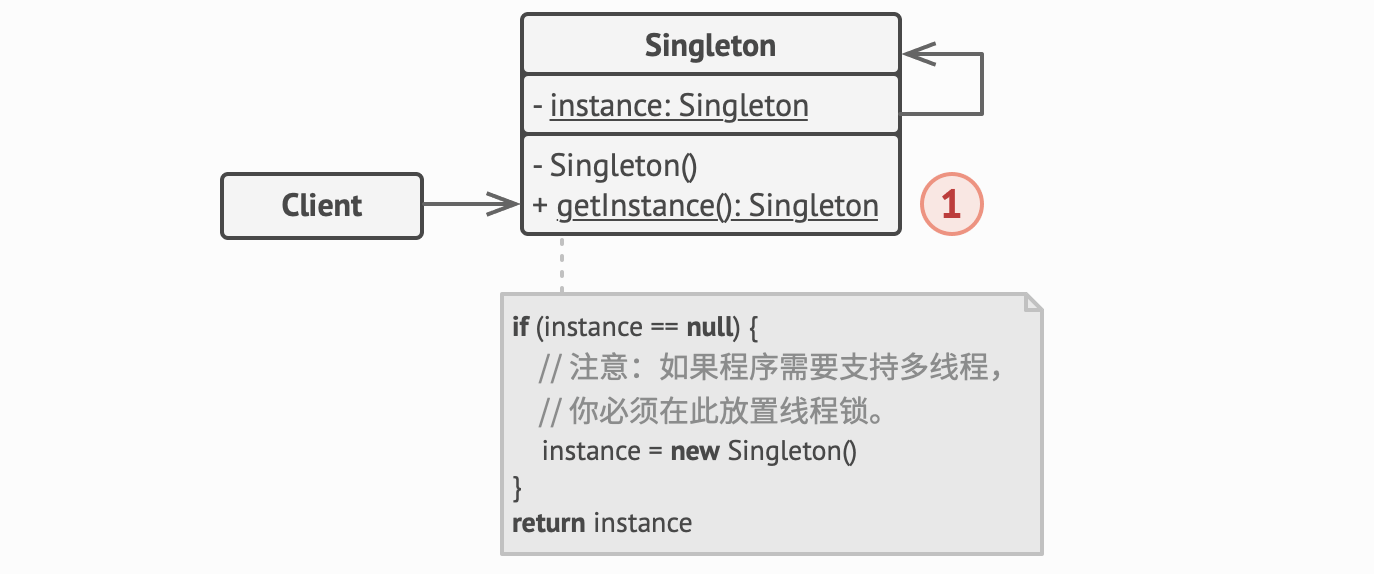 Singleton
- instance: Singleton
- Singleton()
+ getInstance(): Singleton
Client
1
if (instance == null) {
// 注意：如果程序需要支持多线程，
// 你必须在此放置线程锁。
instance = new Singleton()
}
return instance